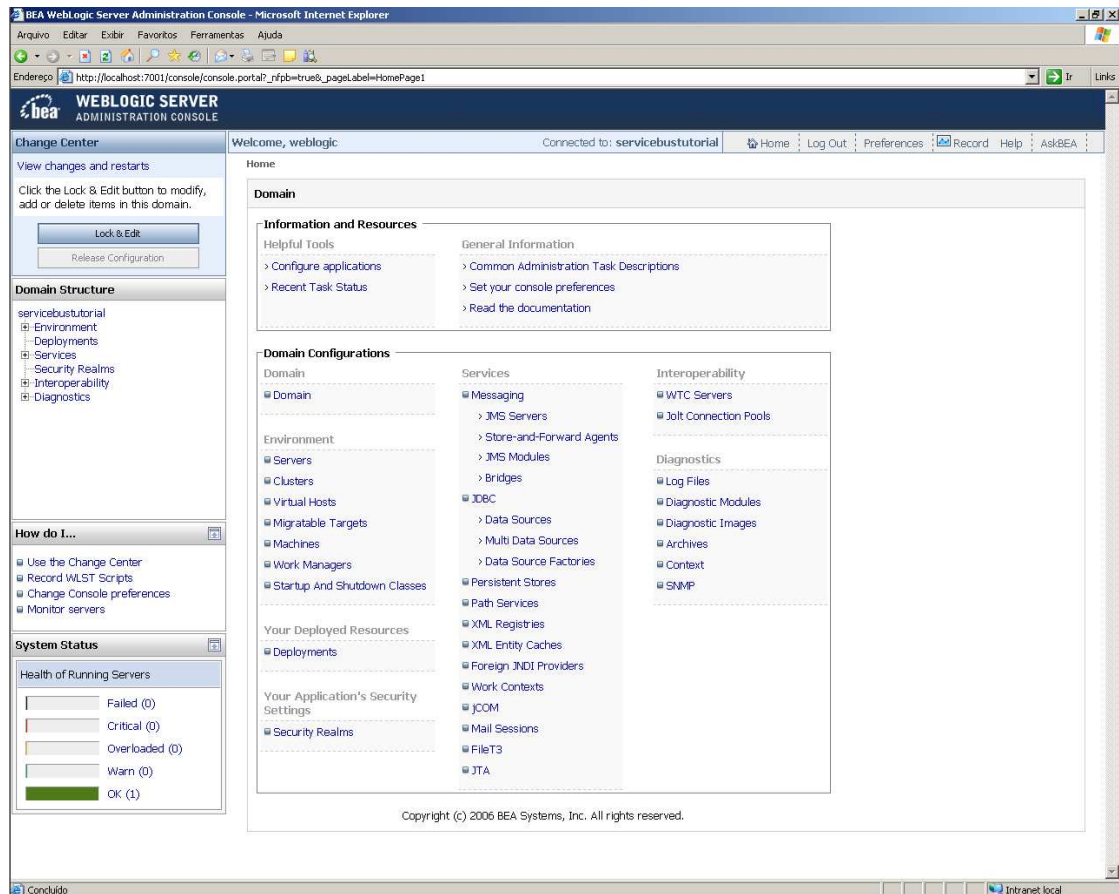 BEA WebLogic Server Administration Console - Microsoft Internet Explorer
Arquivo Editar Exibir Favoritos Ferramentas Ajuda
Endereço http://localhost:7001/console/console.portal?_nfpb=true&_pageLabel=HomePage1 Ir Links
bea WEBLOGIC SERVER
ADMINISTRATION CONSOLE
Change Center
View changes and restarts
Click the Lock & Edit button to modify,
add or delete items in this domain.
Lock & Edit
Release Configuration
Domain Structure
servicebustutorial
Environment
Deployments
Services
Security Realms
Interoperability
Diagnostics
How do I...
Use the Change Center
Record WLST Scripts
Change Console preferences
Monitor servers
System Status
Health of Running Servers
Failed (0)
Critical (0)
Overloaded (0)
Warn (0)
OK (1)
Welcome, weblogic Connected to: servicebustutorial Home Log Out Preferences Record Help AskBEA
Home
Domain
Information and Resources
Helpful Tools
> Configure applications
> Recent Task Status
General Information
> Common Administration Task Descriptions
> Set your console preferences
> Read the documentation
Domain Configurations
Domain
Domain
Environment
Servers
Clusters
Virtual Hosts
Migratable Targets
Machines
Work Managers
Startup And Shutdown Classes
Your Deployed Resources
Deployments
Your Application's Security
Settings
Security Realms
Services
Messaging
> JMS Servers
> Store-and-Forward Agents
> JMS Modules
> Bridges
JDBC
> Data Sources
> Multi Data Sources
> Data Source Factories
Persistent Stores
Path Services
XML Registries
XML Entity Caches
Foreign JNDI Providers
Work Contexts
jCOM
Mail Sessions
FileT3
JTA
Interoperability
WTC Servers
Jolt Connection Pools
Diagnostics
Log Files
Diagnostic Modules
Diagnostic Images
Archives
Context
SNMP
Copyright (c) 2006 BEA Systems, Inc. All rights reserved.
Concluído Intranet local